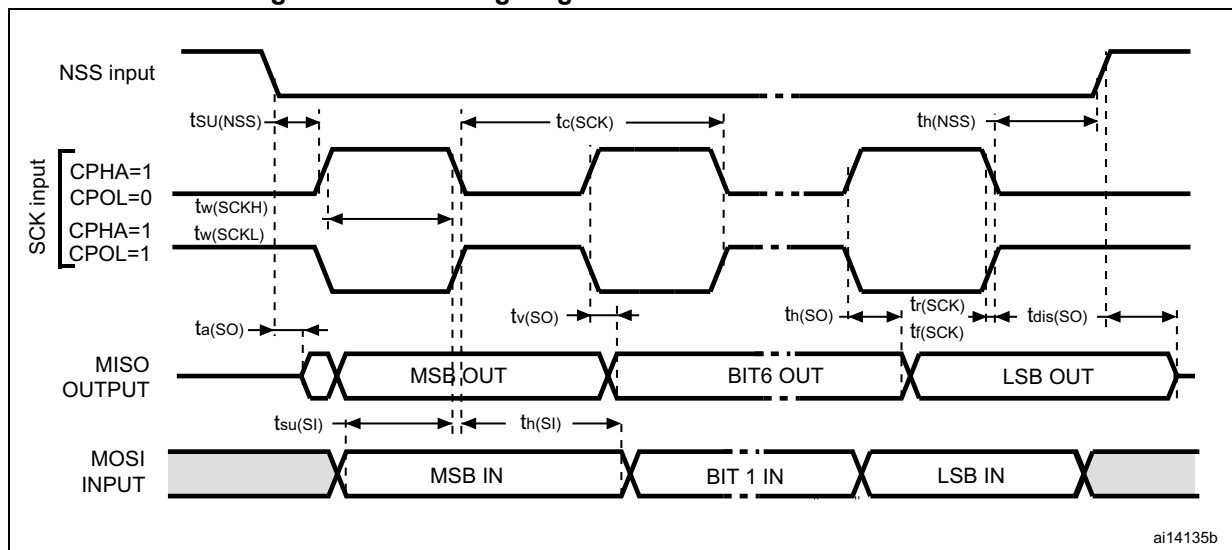 NSS input
tSU(NSS)
tc(SCK)
th(NSS)
SCK input
CPHA=1
CPOL=0
tw(SCKH)
CPHA=1
tw(SCKL)
CPOL=1
ta(SO)
tv(SO)
th(SO)
tr(SCK)
tf(SCK)
tdis(SO)
MISO
OUTPUT
MSB OUT
BIT6 OUT
LSB OUT
tsu(SI)
th(SI)
MOSI
INPUT
MSB IN
BIT 1 IN
LSB IN
ai14135b